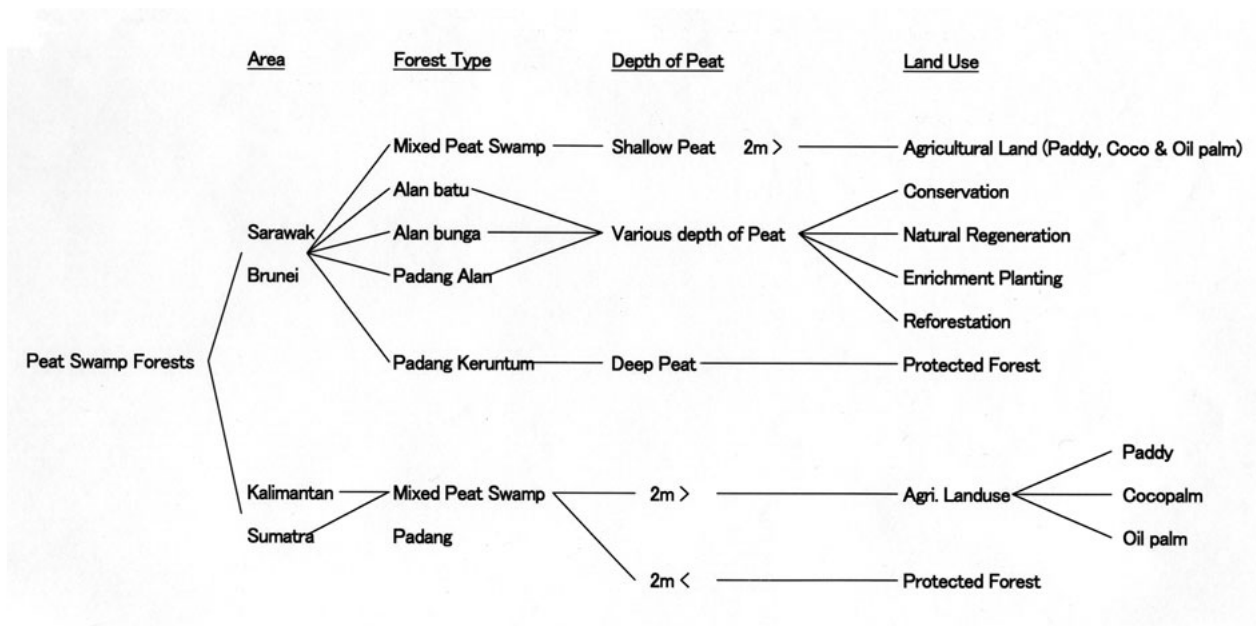 Area Forest Type Depth of Peat Land Use
Mixed Peat Swamp Shallow Peat 2m > Agricultural Land (Paddy, Coco & Oil palm)
Alan batu Conservation
Sarawak Alan bunga Various depth of Peat Natural Regeneration
Brunei Padang Alan Enrichment Planting
Reforestation
Peat Swamp Forests Padang Keruntum Deep Peat Protected Forest
Paddy
Kalimantan Mixed Peat Swamp 2m > Agri. Landuse Cocopalm
Sumatra Padang Oil palm
2m < Protected Forest